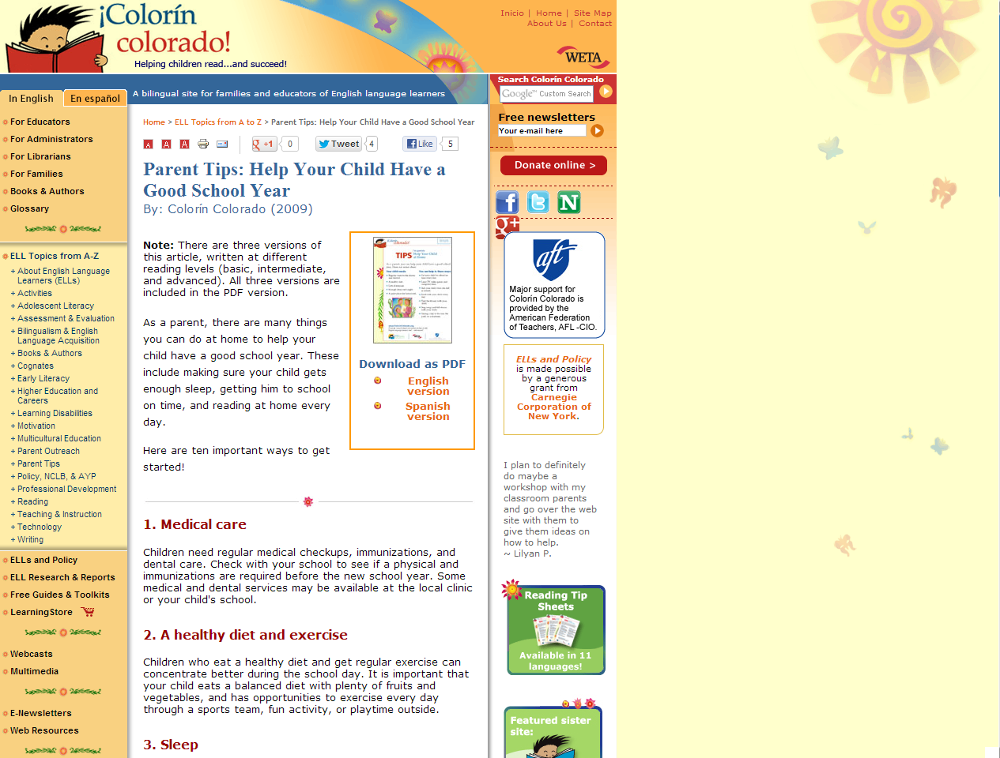 ¡Colorín
colorado!
Helping children read...and succeed!
Inicio | Home | Site Map
About Us | Contact
WETA
In English
En español
A bilingual site for families and educators of English language learners
Search Colorín Colorado
Google™ Custom Search
Free newsletters
Your e-mail here
Donate online >
For Educators
For Administrators
For Librarians
For Families
Books & Authors
Glossary
ELL Topics from A-Z
+ About English Language
Learners (ELLs)
+ Activities
+ Adolescent Literacy
+ Assessment & Evaluation
+ Bilingualism & English
Language Acquisition
+ Books & Authors
+ Cognates
+ Early Literacy
+ Higher Education and
Careers
+ Learning Disabilities
+ Motivation
+ Multicultural Education
+ Parent Outreach
+ Parent Tips
+ Policy, NCLB, & AYP
+ Professional Development
+ Reading
+ Teaching & Instruction
+ Technology
+ Writing
ELLs and Policy
ELL Research & Reports
Free Guides & Toolkits
LearningStore
Webcasts
Multimedia
E-Newsletters
Web Resources
Home > ELL Topics from A to Z > Parent Tips: Help Your Child Have a Good School Year
A A A g +1 0 Tweet 4 f Like 5
Parent Tips: Help Your Child Have a
Good School Year
By: Colorín Colorado (2009)
Note: There are three versions of
this article, written at different
reading levels (basic, intermediate,
and advanced). All three versions are
included in the PDF version.
As a parent, there are many things
you can do at home to help your
child have a good school year. These
include making sure your child gets
enough sleep, getting him to school
on time, and reading at home every
day.
Here are ten important ways to get
started!
TIPS
Download as PDF
English
version
Spanish
version
1. Medical care
Children need regular medical checkups, immunizations, and
dental care. Check with your school to see if a physical and
immunizations are required before the new school year. Some
medical and dental services may be available at the local clinic
or your child's school.
2. A healthy diet and exercise
Children who eat a healthy diet and get regular exercise can
concentrate better during the school day. It is important that
your child eats a balanced diet with plenty of fruits and
vegetables, and has opportunities to exercise every day
through a sports team, fun activity, or playtime outside.
3. Sleep
f t N
g+
aft
Major support for
Colorín Colorado is
provided by the
American Federation
of Teachers, AFL -CIO.
ELLs and Policy
is made possible
by a generous
grant from
Carnegie
Corporation of
New York.
I plan to definitely
do maybe a
workshop with my
classroom parents
and go over the web
site with them to
give them ideas on
how to help.
~ Lilyan P.
Reading Tip
Sheets
Available in 11
languages!
Featured sister
site: